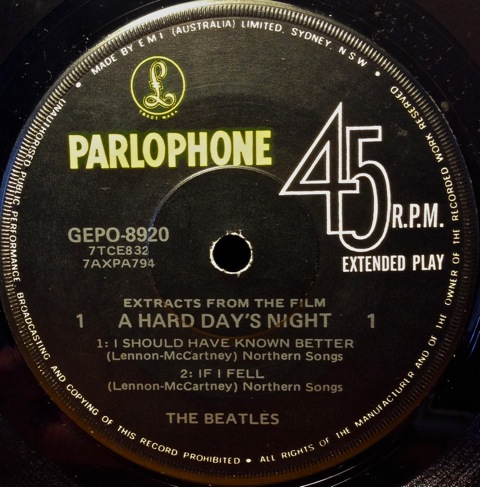 MADE BY E M I (AUSTRALIA) LIMITED, SYDNEY, N S W
£
TRADE MARK
PARLOPHONE
45
R.P.M.
EXTENDED PLAY
GEPO-8920
7TCE832
7AXPA794
EXTRACTS FROM THE FILM
1 A HARD DAY'S NIGHT 1
1: I SHOULD HAVE KNOWN BETTER
(Lennon-McCartney) Northern Songs
2: IF I FELL
(Lennon-McCartney) Northern Songs
THE BEATLES
UNAUTHORISED PUBLIC PERFORMANCE, BROADCASTING AND COPYING OF THIS RECORD PROHIBITED • ALL RIGHTS OF THE MANUFACTURER AND OF THE OWNER OF THE RECORDED WORK RESERVED